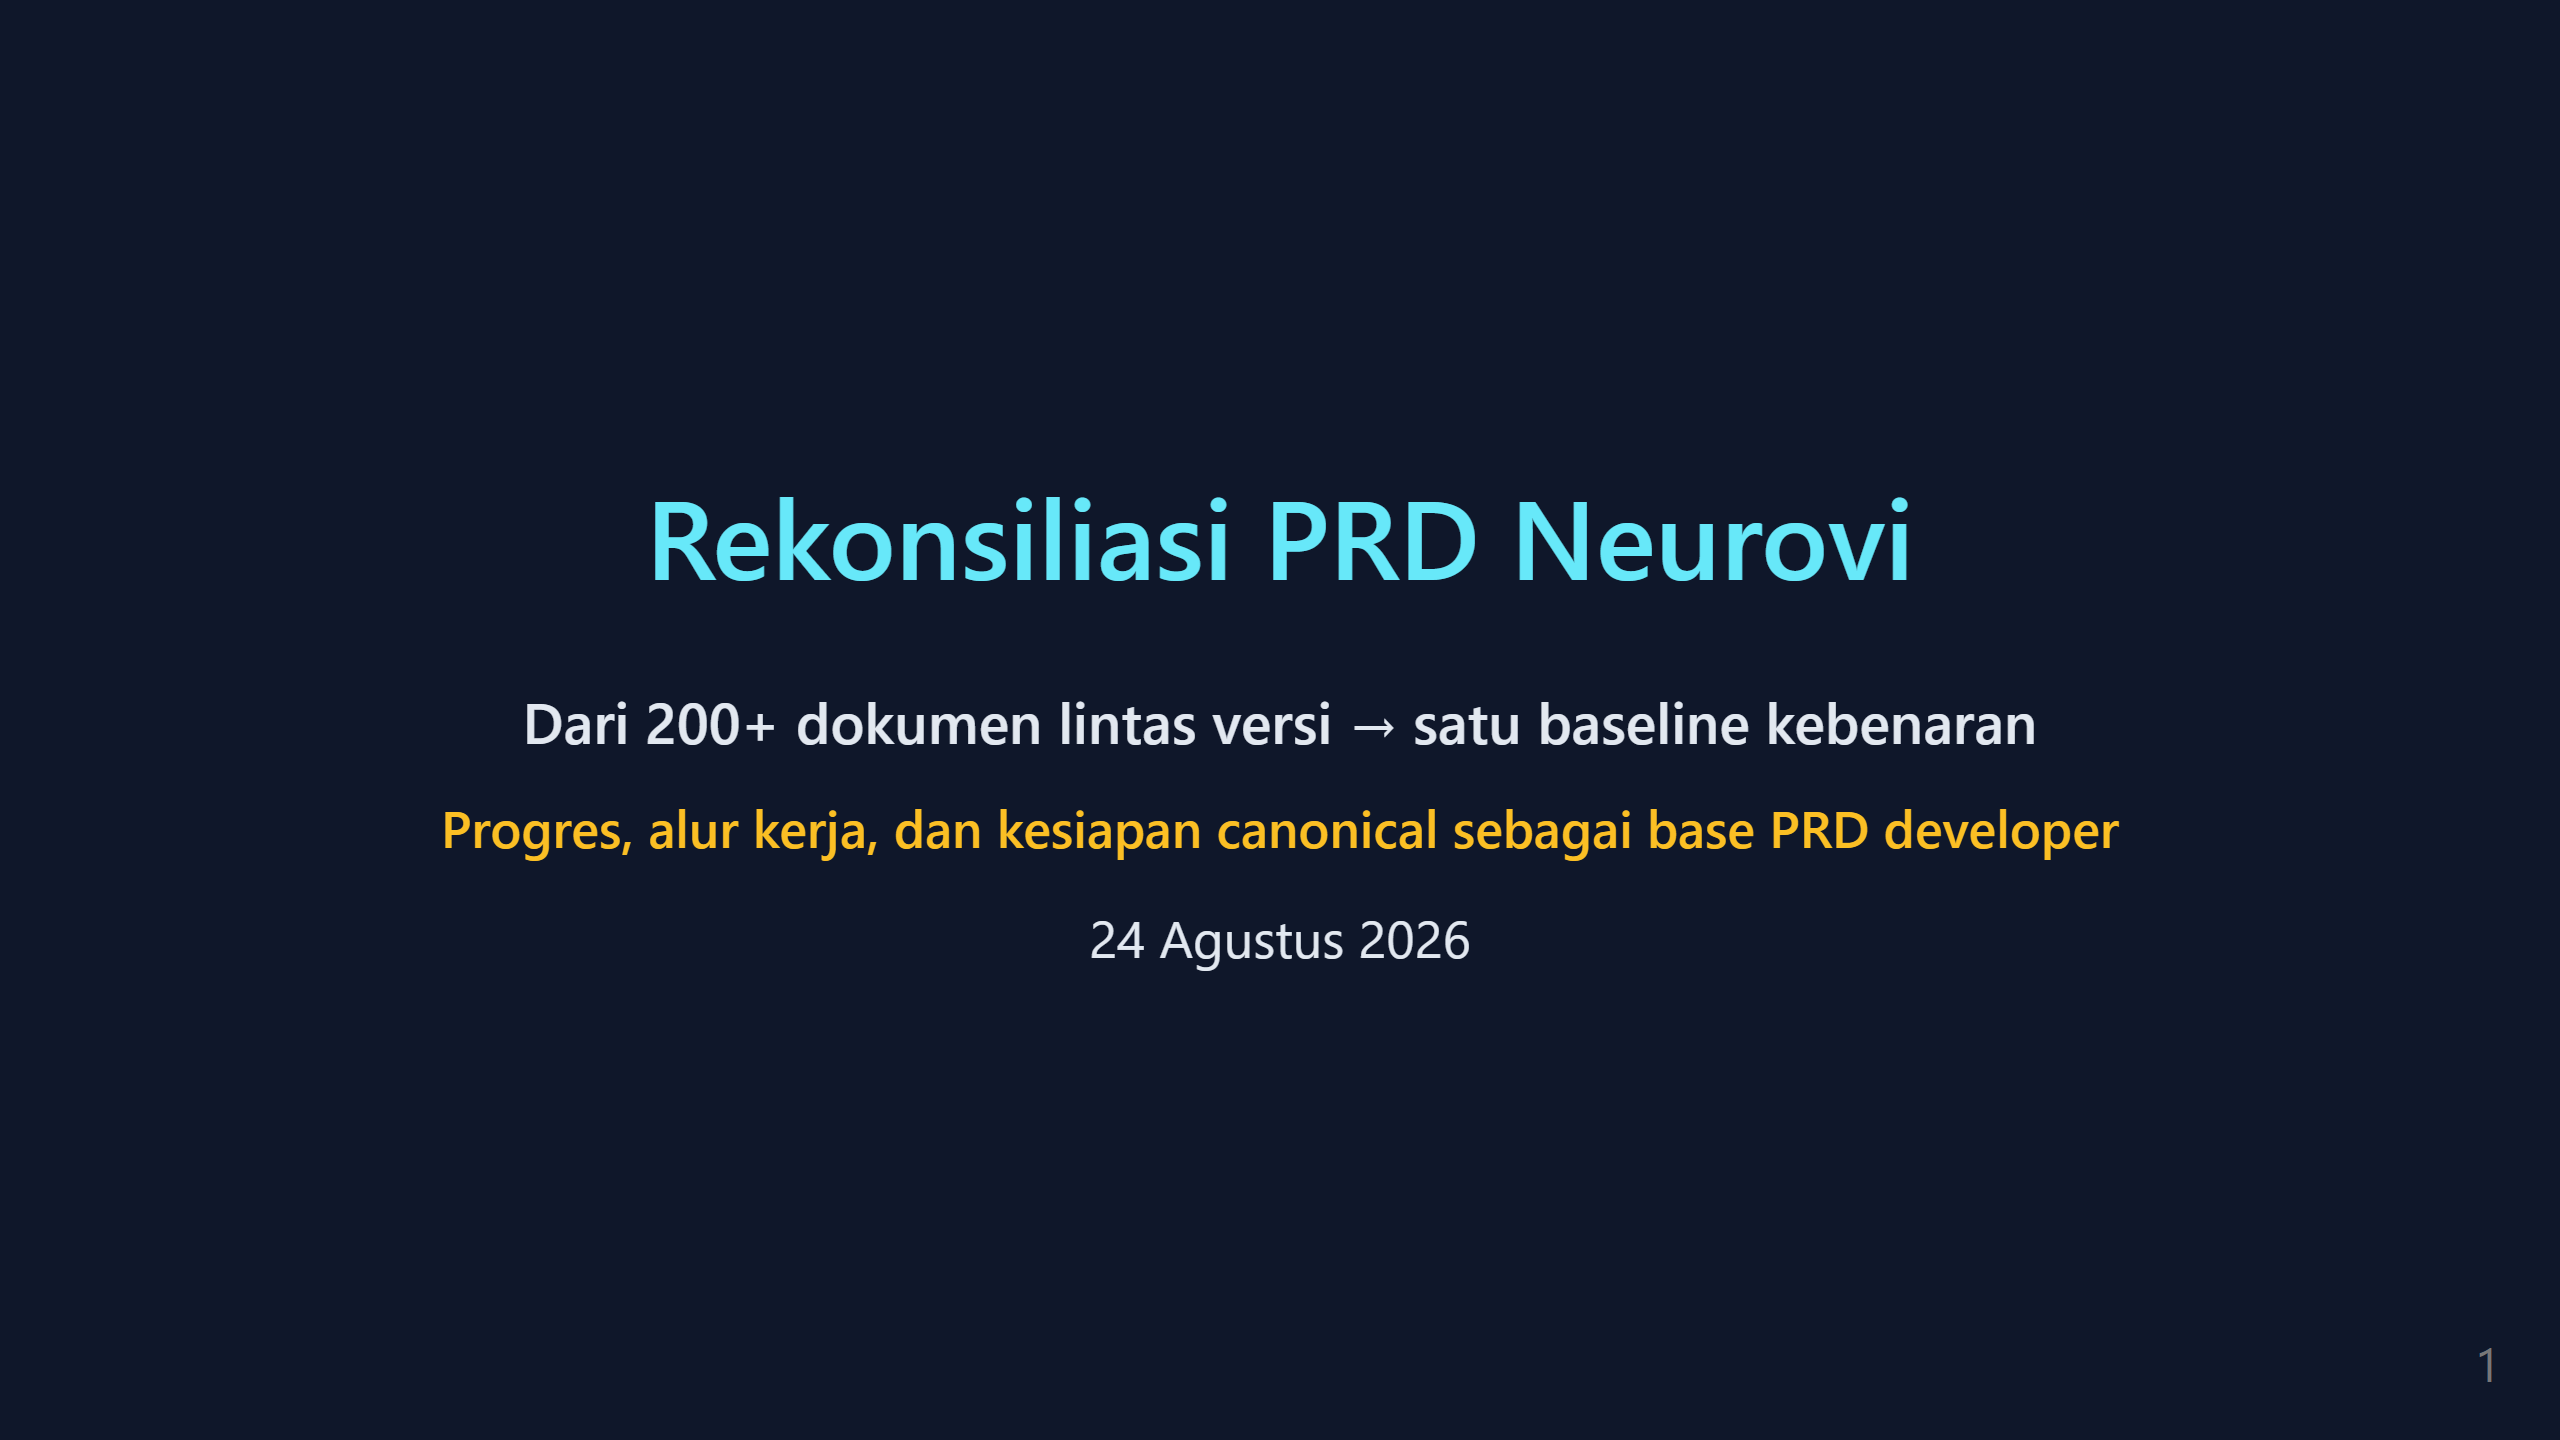 Rekonsiliasi PRD Neurovi
Dari 200+ dokumen lintas versi → satu baseline kebenaran
Progres, alur kerja, dan kesiapan canonical sebagai base PRD developer
24 Agustus 2026
1